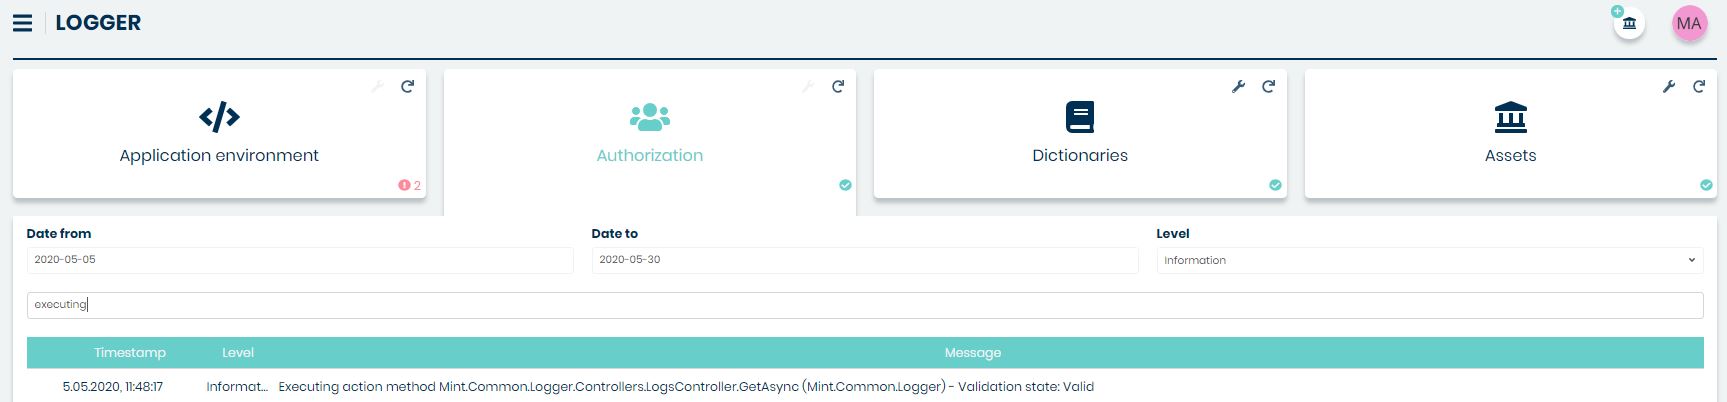 LOGGER
MA
Application environment
2
Authorization
Dictionaries
Assets
Date from
Date to
Level
2020-05-05
2020-05-30
Information
executing
Timestamp Level Message
5.05.2020, 11:48:17 Informat... Executing action method Mint.Common.Logger.Controllers.LogsController.GetAsync (Mint.Common.Logger) - Validation state: Valid